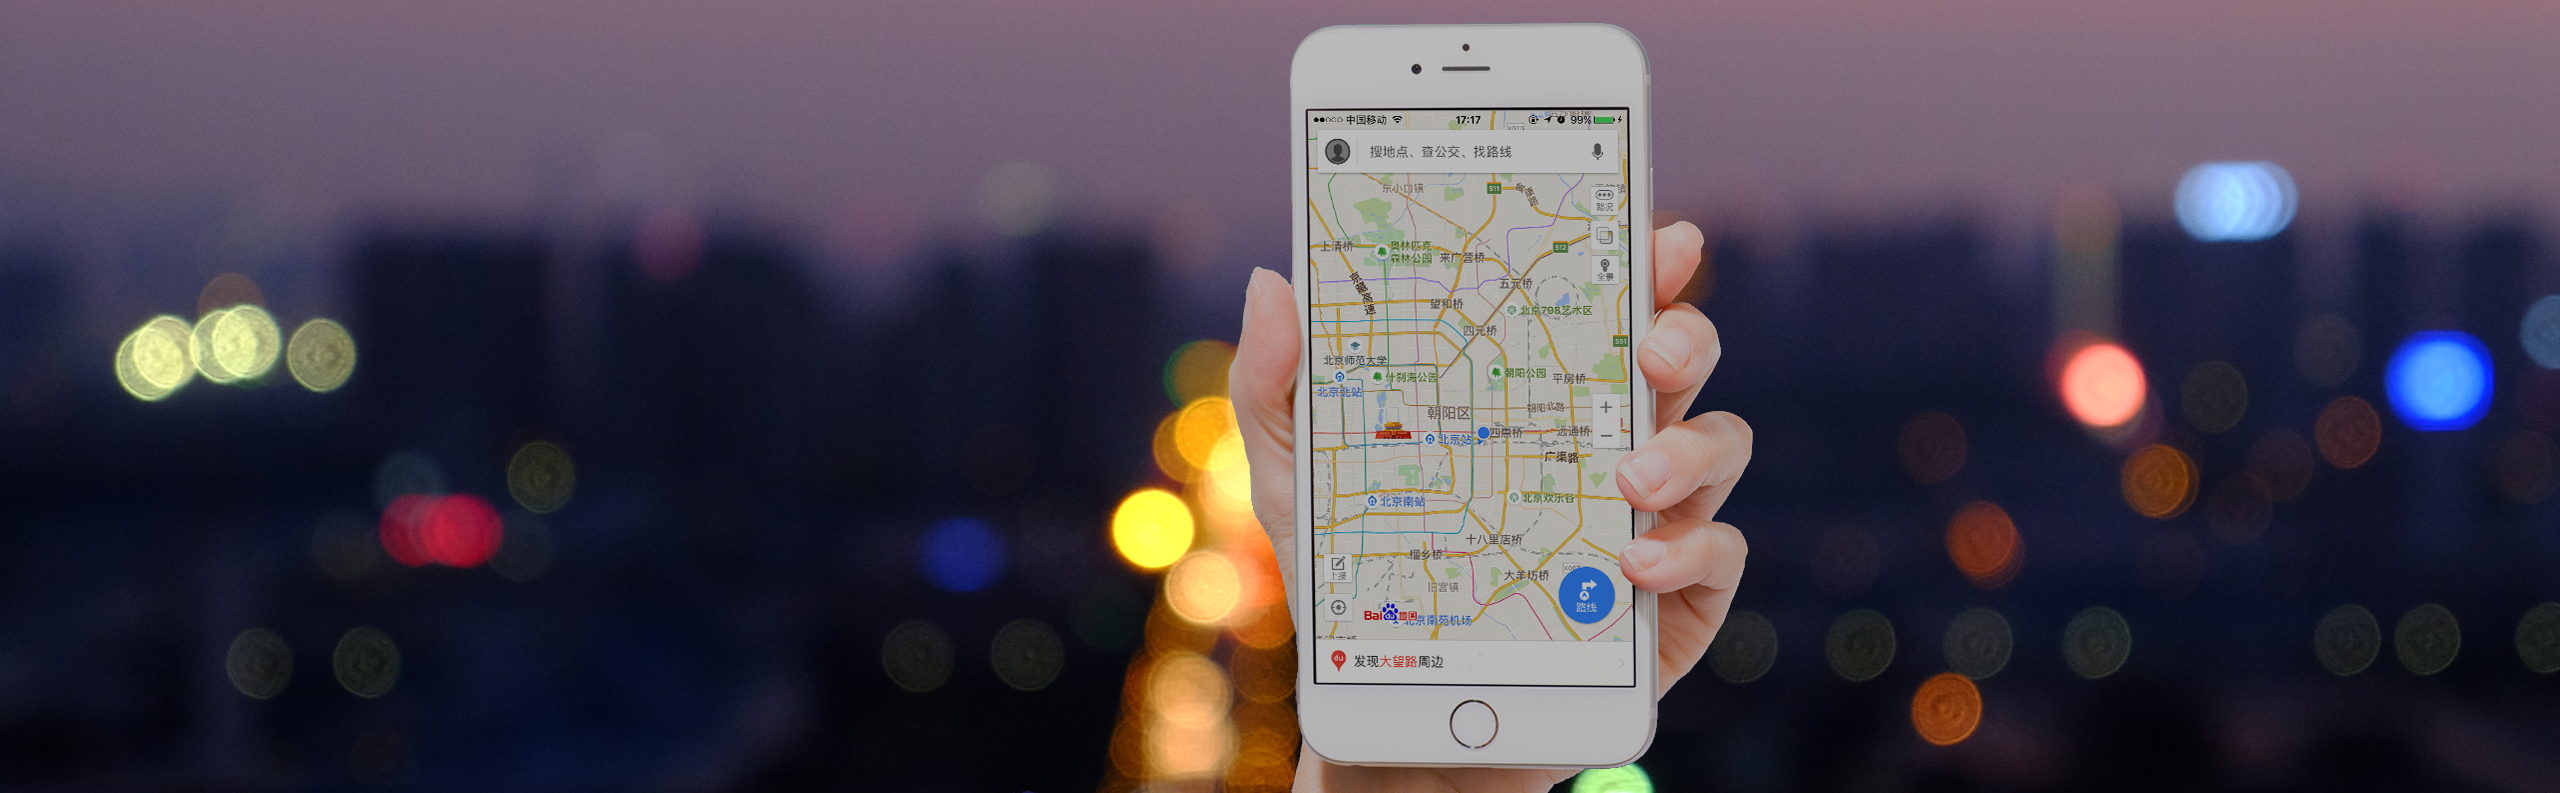 中国移动
17:17
99%
搜地点、查公交、找路线
东小口镇
S11
路况
上清桥
奥林匹克
森林公园
来广营桥
S12
全景
五元桥
望和桥
北京798艺术区
四元桥
S51
北京师范大学
什刹海公园
朝阳公园
平房桥
北京北站
朝阳区
朝阳北路
北京站
四惠桥
远通桥
广渠路
北京南站
北京欢乐谷
十八里店桥
榴乡桥
大羊坊桥
上报
旧宫镇
路线
Bai du 地图
北京南苑机场
du
发现大望路周边